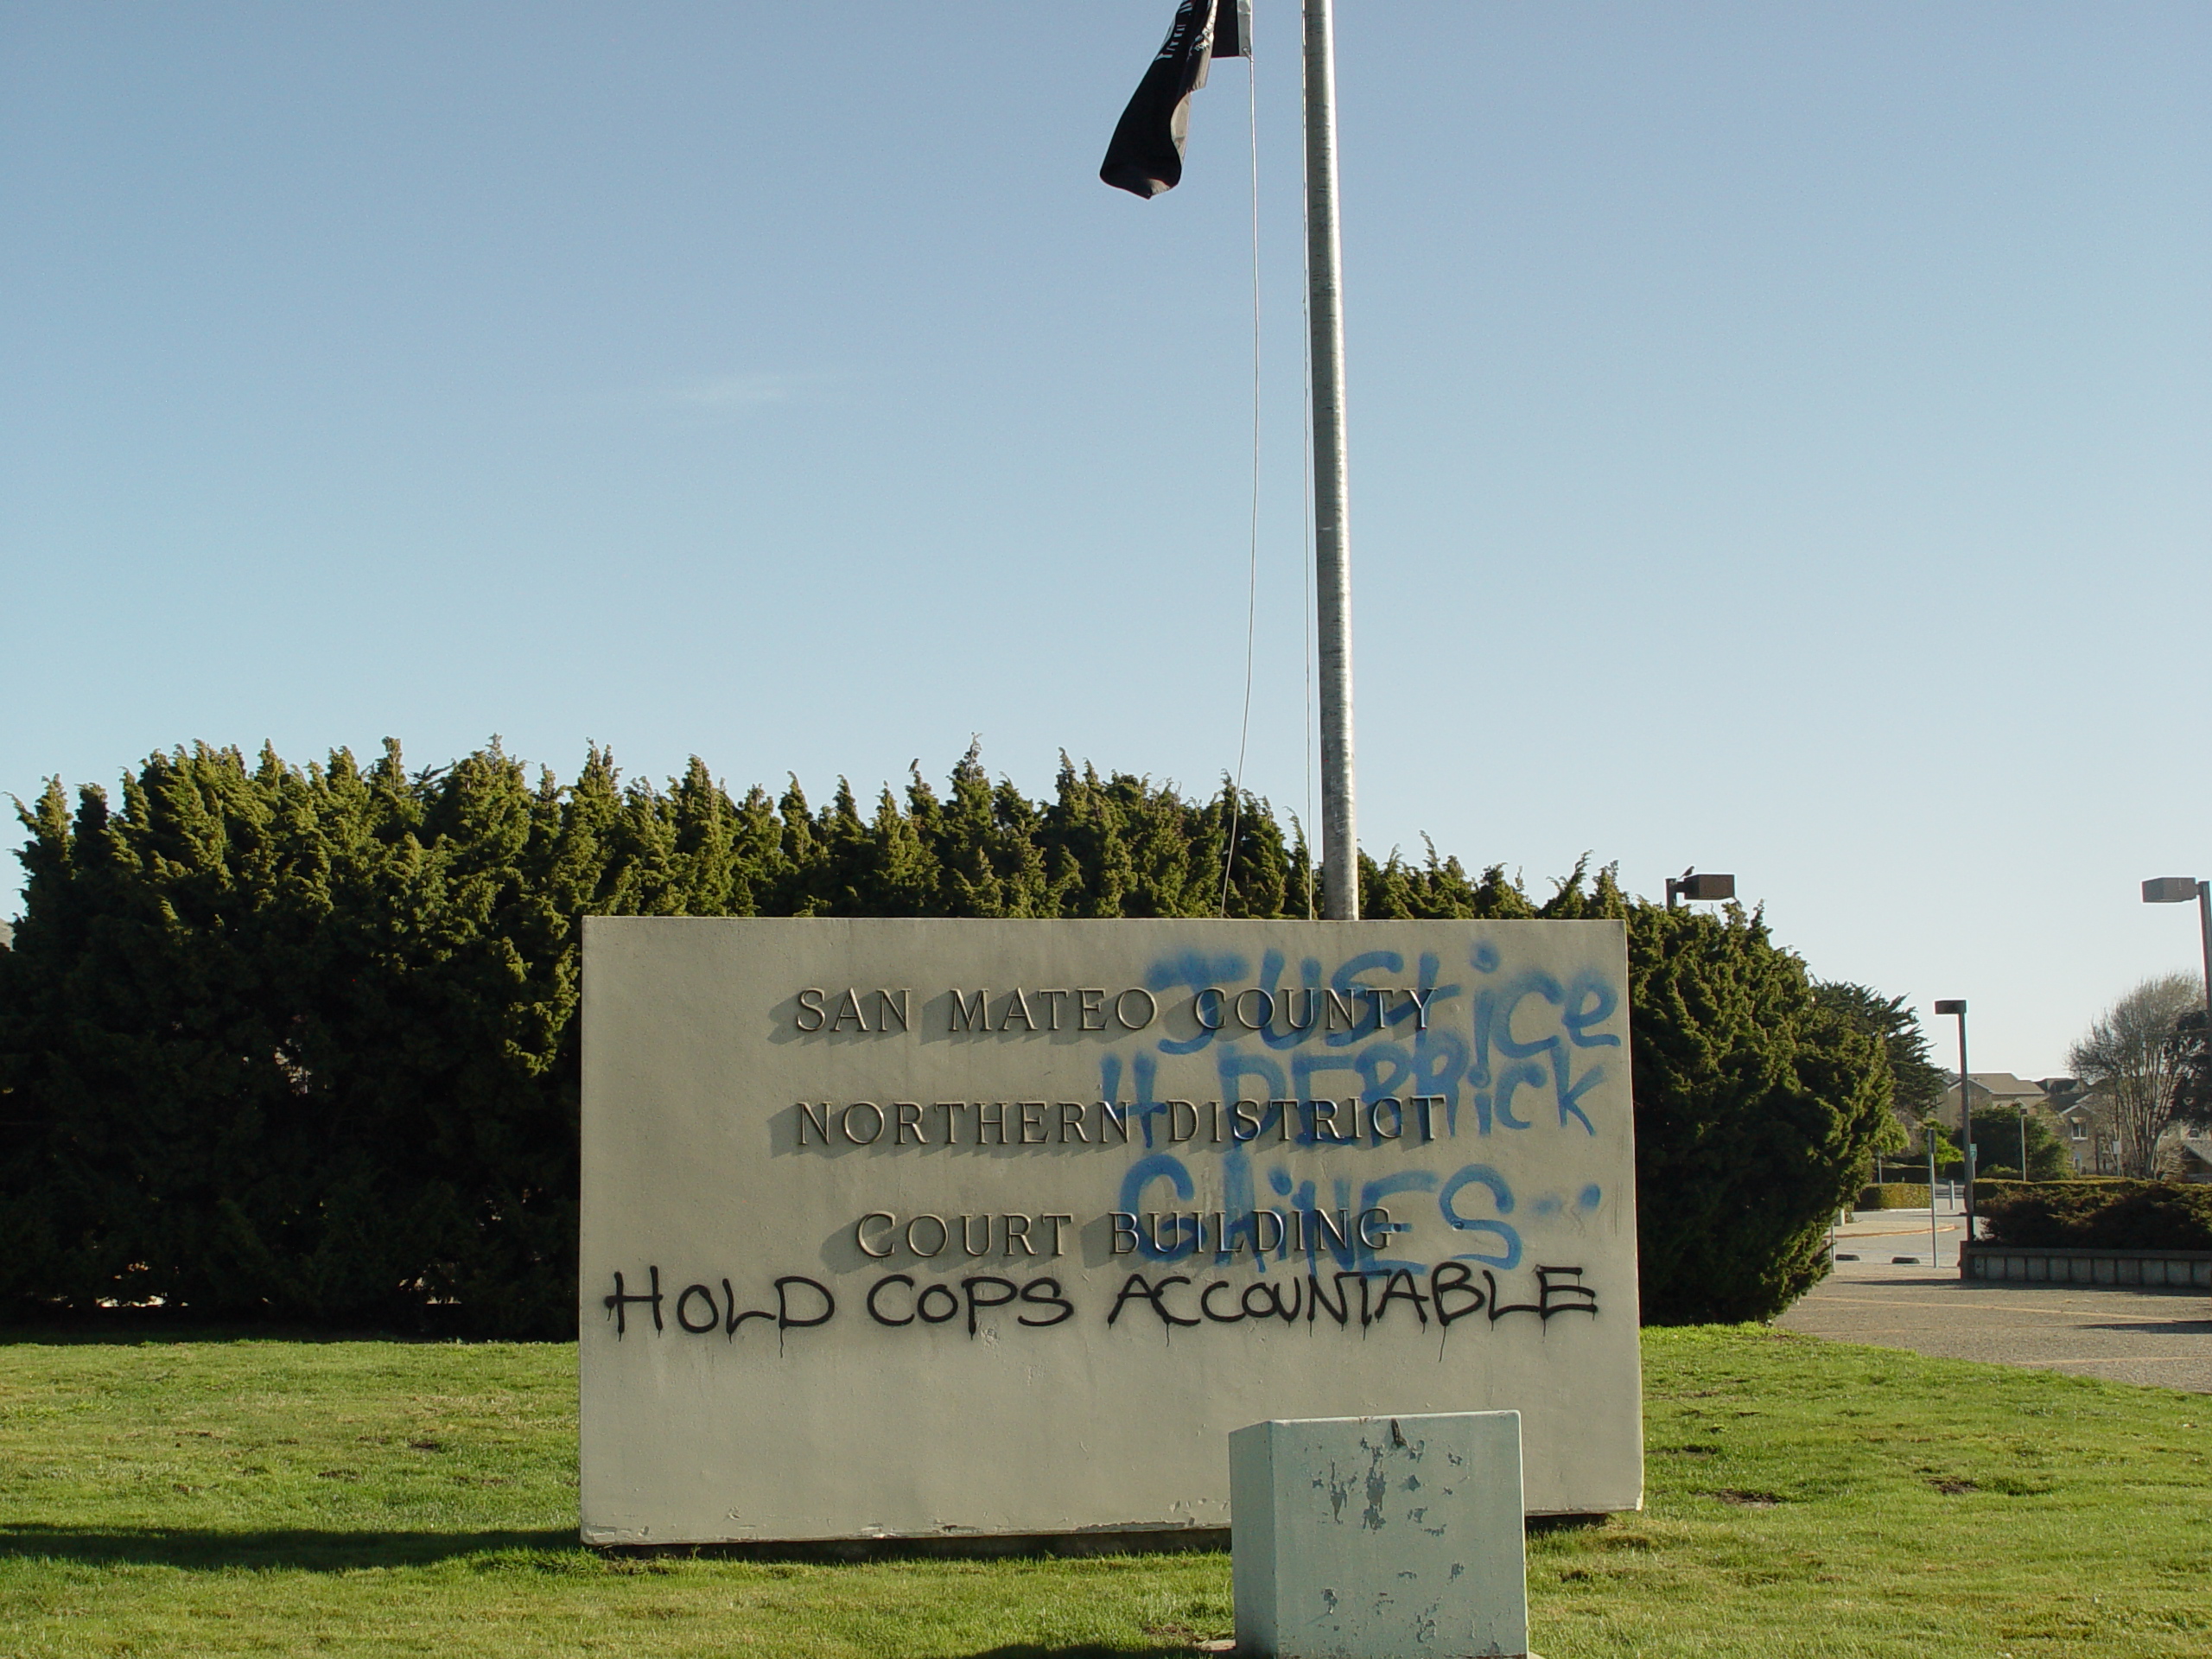 SAN MATEO COUNTY
NORTHERN DISTRICT
COURT BUILDING
JUSTice
4 DERRiCK
GAiNES
HOLD COPS ACCOUNTABLE